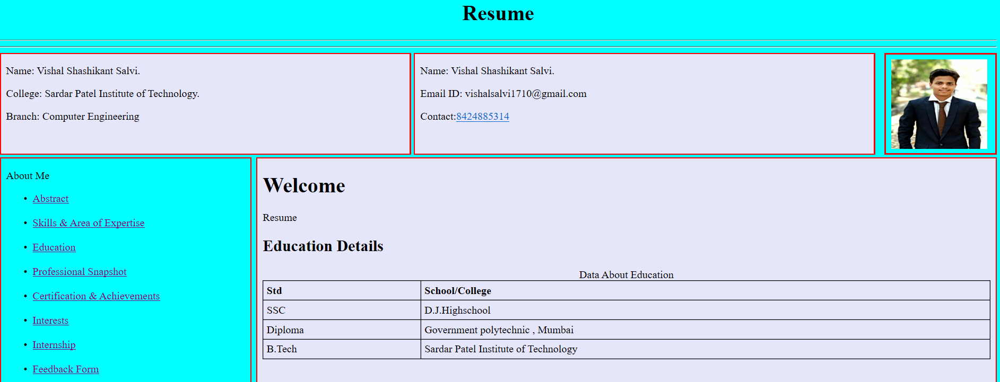 Resume
Name: Vishal Shashikant Salvi.
College: Sardar Patel Institute of Technology.
Branch: Computer Engineering
Name: Vishal Shashikant Salvi.
Email ID: vishalsalvi1710@gmail.com
Contact:8424885314
About Me
• Abstract
• Skills & Area of Expertise
• Education
• Professional Snapshot
• Certification & Achievements
• Interests
• Internship
• Feedback Form
Welcome
Resume
Education Details
Data About Education
Std School/College
SSC D.J.Highschool
Diploma Government polytechnic , Mumbai
B.Tech Sardar Patel Institute of Technology